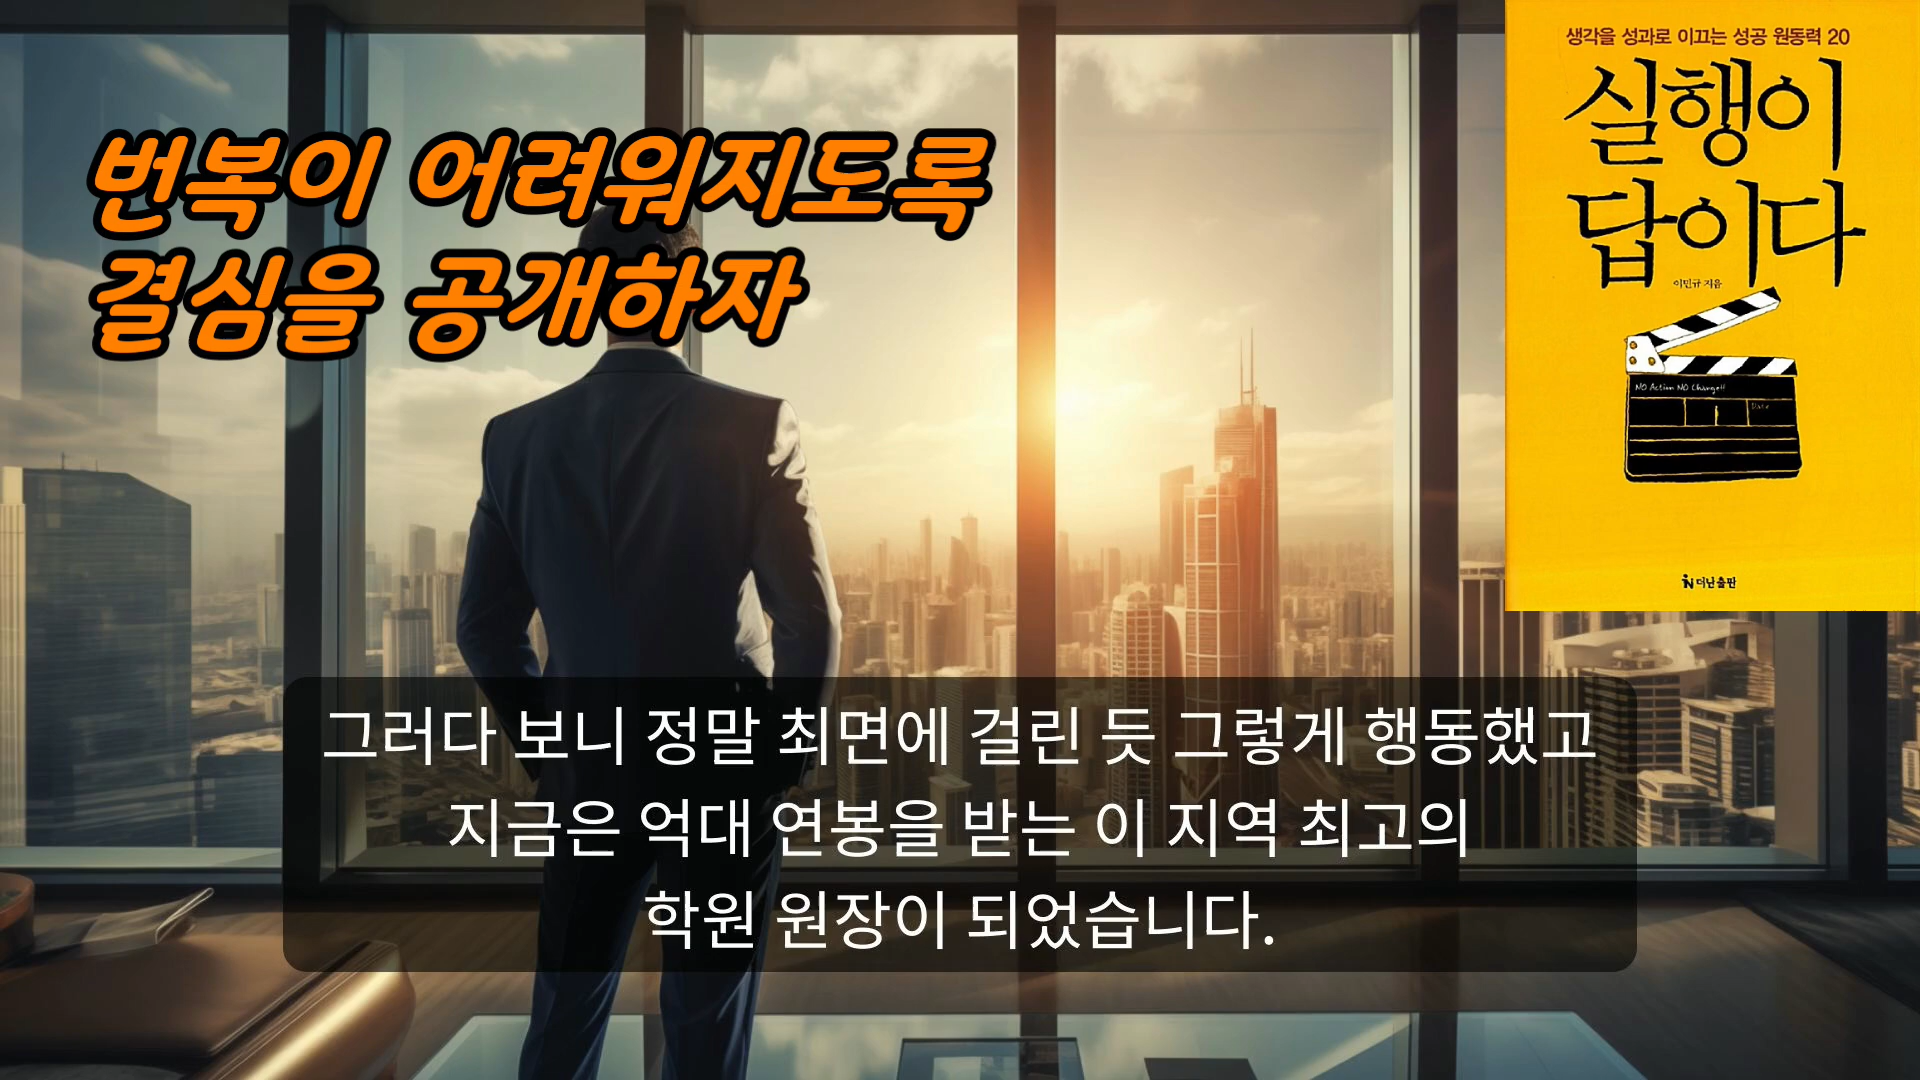 번복이 어려워지도록
결심을 공개하자
생각을 성과로 이끄는 성공 원동력 20
실행이
답이다
이민규 지음
NO Action NO Change!!
Date
더난출판
그러다 보니 정말 최면에 걸린 듯 그렇게 행동했고
지금은 억대 연봉을 받는 이 지역 최고의
학원 원장이 되었습니다.